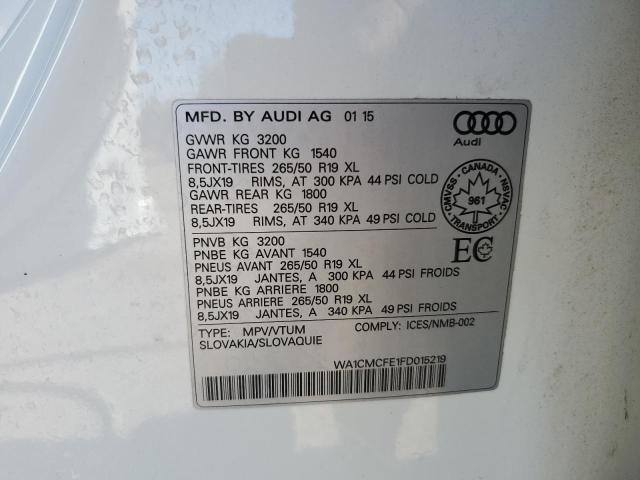 MFD. BY AUDI AG 01 15
Audi
GVWR KG 3200
GAWR FRONT KG 1540
FRONT-TIRES 265/50 R19 XL
8,5JX19 RIMS, AT 300 KPA 44 PSI COLD
GAWR REAR KG 1800
REAR-TIRES 265/50 R19 XL
8,5JX19 RIMS, AT 340 KPA 49 PSI COLD
CMVSS - CANADA - NSVAC
961
PNVB KG 3200
PNBE KG AVANT 1540
PNEUS AVANT 265/50 R19 XL
8,5JX19 JANTES, A 300 KPA 44 PSI FROIDS
PNBE KG ARRIERE 1800
PNEUS ARRIERE 265/50 R19 XL
8,5JX19 JANTES, A 340 KPA 49 PSI FROIDS
EC
TYPE: MPV/VTUM COMPLY: ICES/NMB-002
SLOVAKIA/SLOVAQUIE
WA1CMCFE1FD015219